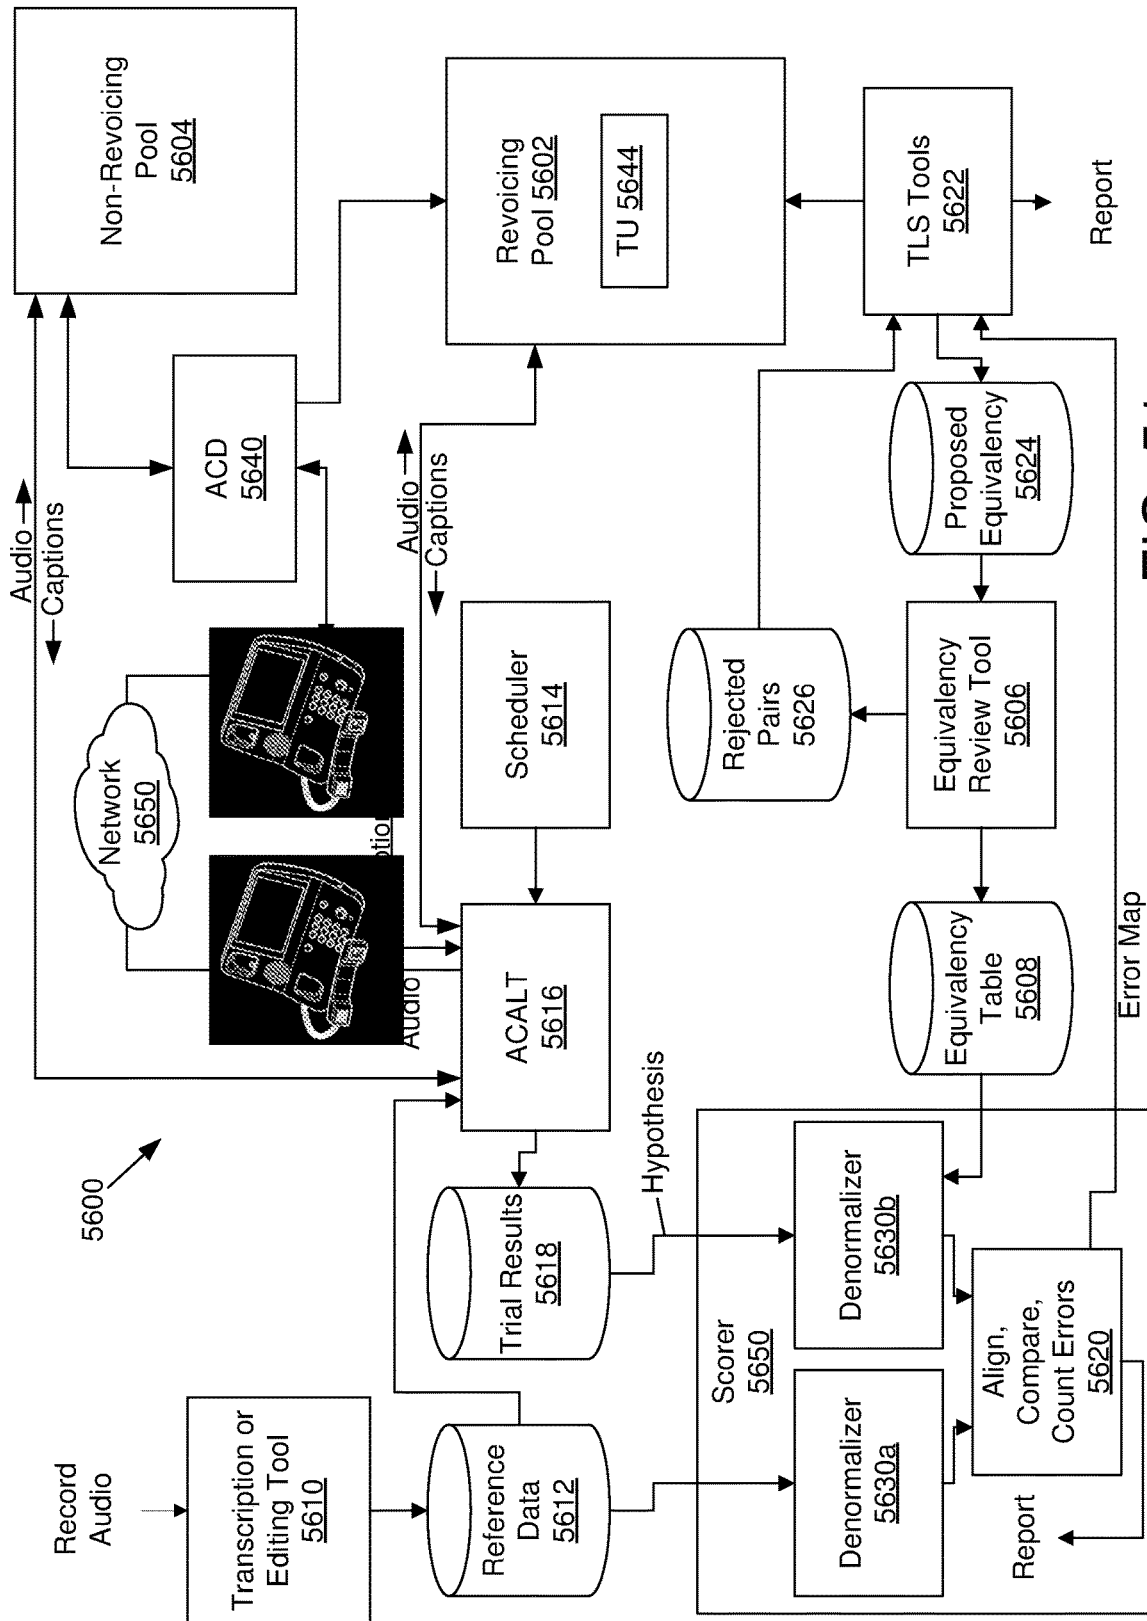 Record
Audio
Transcription or
Editing Tool
5610
Reference
Data
5612
5600
Trial Results
5618
Audio
Captions
Network
5650
Audio
ACALT
5616
Scheduler
5614
ACD
5640
Audio
Captions
Non-Revoicing
Pool
5604
Revoicing
Pool 5602
TU 5644
Hypothesis
Scorer
5650
Denormalizer
5630a
Denormalizer
5630b
Align,
Compare,
Count Errors
5620
Report
Equivalency
Table
5608
Rejected
Pairs
5626
Equivalency
Review Tool
5606
Proposed
Equivalency
5624
TLS Tools
5622
Report
Error Map